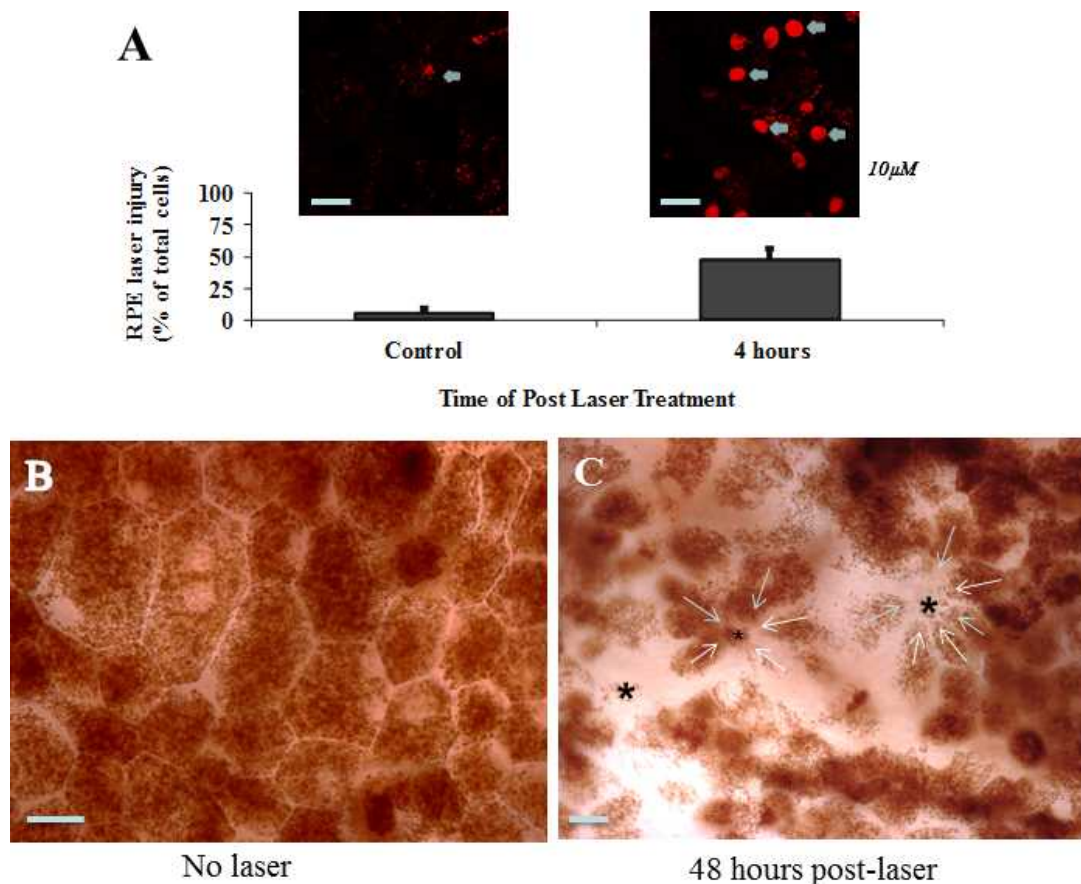 A
10μM
RPE laser injury
(% of total cells)
100
75
50
25
0
Control
4 hours
Time of Post Laser Treatment
B
C
*
*
*
No laser
48 hours post-laser